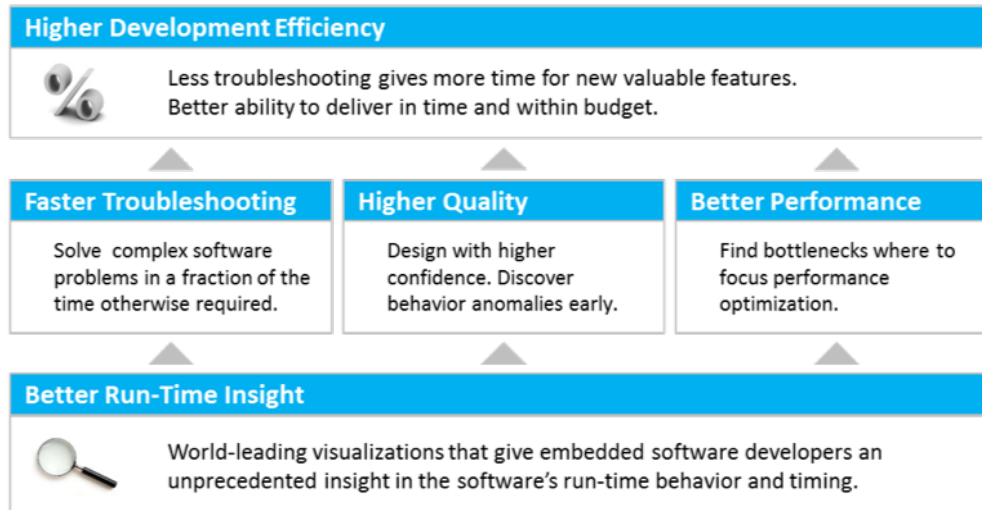 Higher Development Efficiency
%
Less troubleshooting gives more time for new valuable features.
Better ability to deliver in time and within budget.
Faster Troubleshooting
Solve complex software
problems in a fraction of the
time otherwise required.
Higher Quality
Design with higher
confidence. Discover
behavior anomalies early.
Better Performance
Find bottlenecks where to
focus performance
optimization.
Better Run-Time Insight
World-leading visualizations that give embedded software developers an
unprecedented insight in the software's run-time behavior and timing.